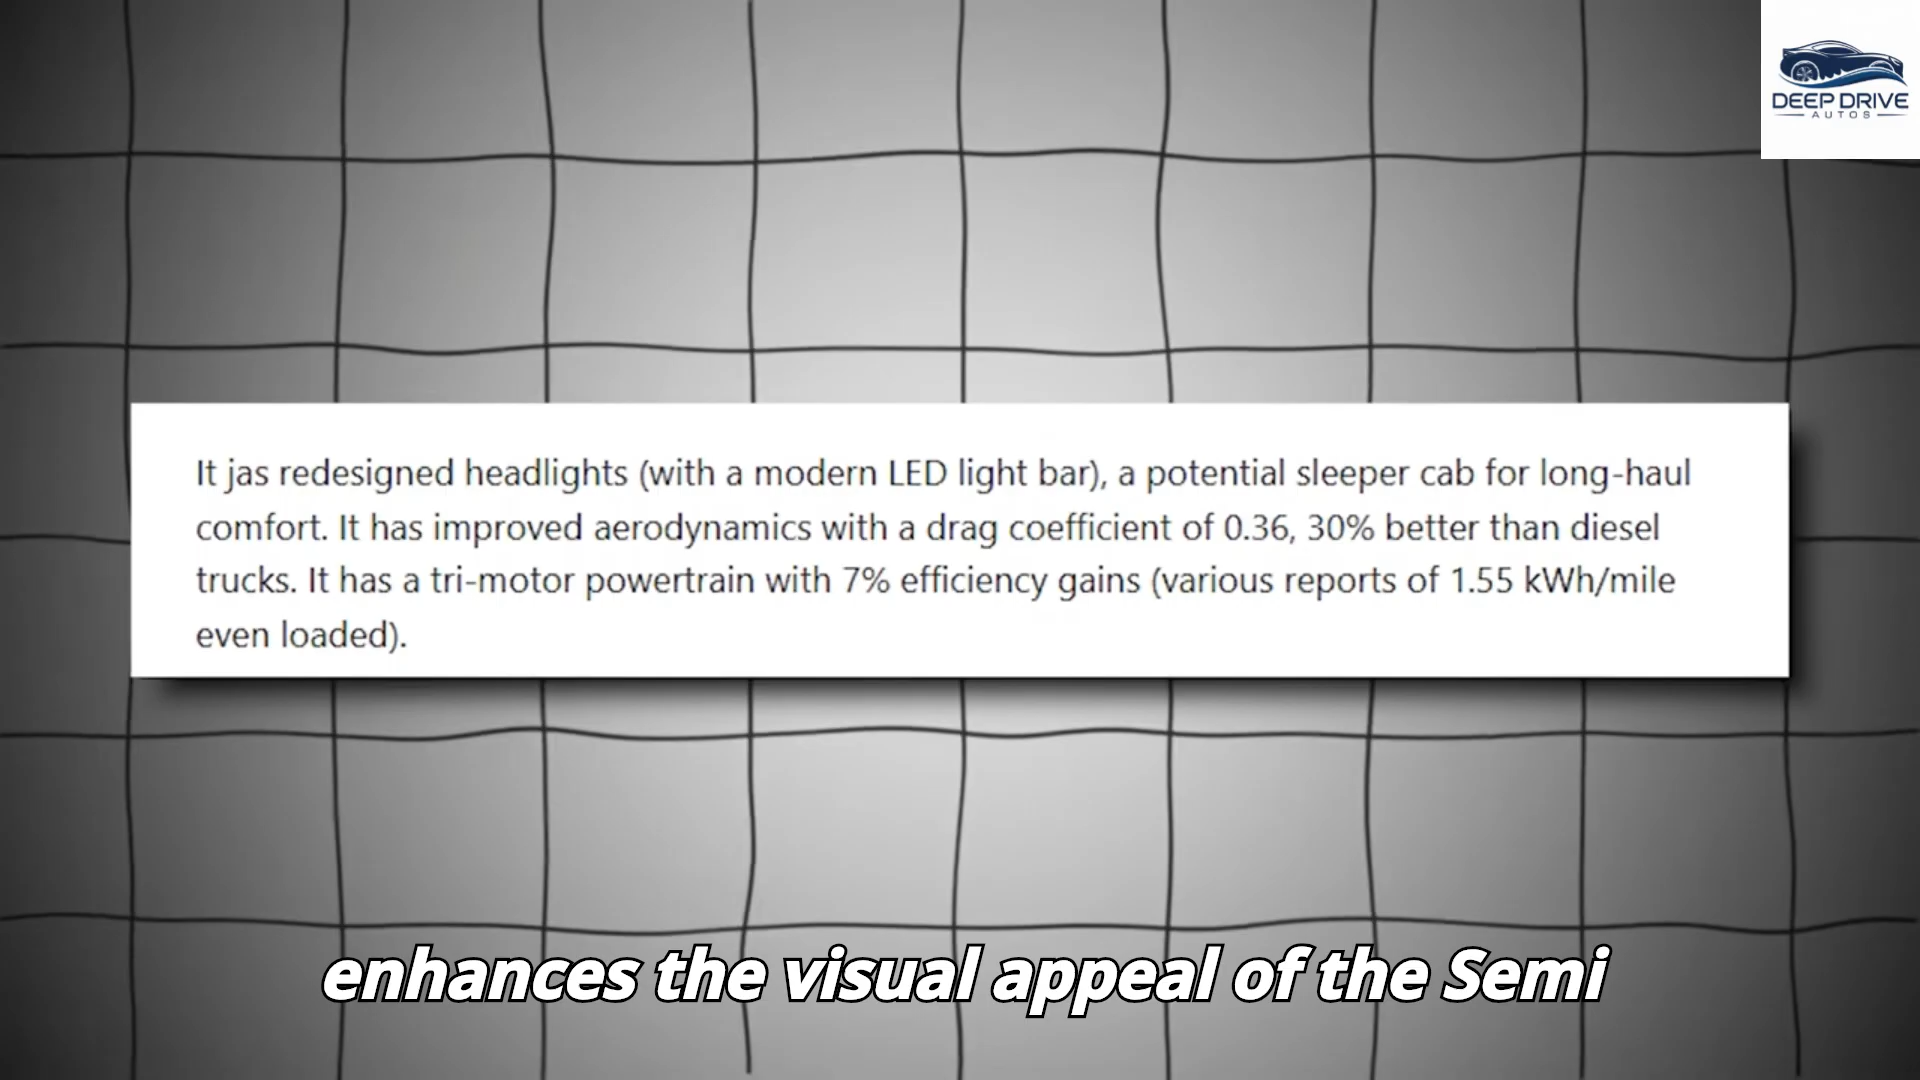 DEEP DRIVE
AUTOS
It jas redesigned headlights (with a modern LED light bar), a potential sleeper cab for long-haul
comfort. It has improved aerodynamics with a drag coefficient of 0.36, 30% better than diesel
trucks. It has a tri-motor powertrain with 7% efficiency gains (various reports of 1.55 kWh/mile
even loaded).
enhances the visual appeal of the Semi